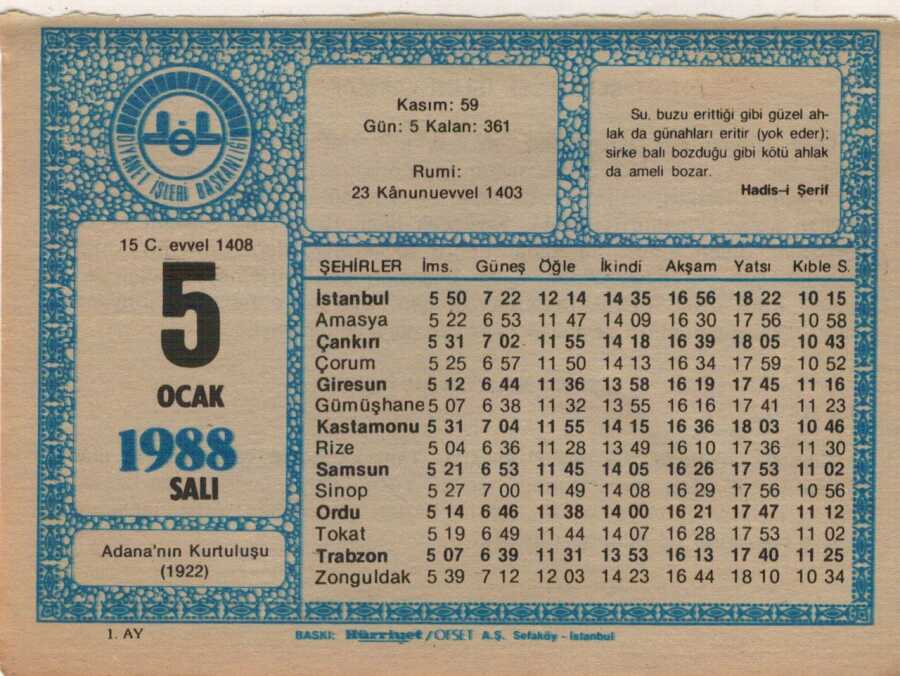 DİYANET İŞLERİ BAŞKANLIĞI
Kasım: 59
Gün: 5 Kalan: 361
Rumi:
23 Kânunuevvel 1403
Su, buzu erittiği gibi güzel ah-
lak da günahları eritir (yok eder);
sirke balı bozduğu gibi kötü ahlak
da ameli bozar.
Hadis-i Şerif
15 C. evvel 1408
5
OCAK
1988
SALI
Adana'nın Kurtuluşu
(1922)
ŞEHİRLER İms. Güneş Öğle İkindi Akşam Yatsı Kıble S.
İstanbul 5 50 7 22 12 14 14 35 16 56 18 22 10 15
Amasya 5 22 6 53 11 47 14 09 16 30 17 56 10 58
Çankırı 5 31 7 02 11 55 14 18 16 39 18 05 10 43
Çorum 5 25 6 57 11 50 14 13 16 34 17 59 10 52
Giresun 5 12 6 44 11 36 13 58 16 19 17 45 11 16
Gümüşhane 5 07 6 38 11 32 13 55 16 16 17 41 11 23
Kastamonu 5 31 7 04 11 55 14 15 16 36 18 03 10 46
Rize 5 04 6 36 11 28 13 49 16 10 17 36 11 30
Samsun 5 21 6 53 11 45 14 05 16 26 17 53 11 02
Sinop 5 27 7 00 11 49 14 08 16 29 17 56 10 56
Ordu 5 14 6 46 11 38 14 00 16 21 17 47 11 12
Tokat 5 19 6 49 11 44 14 07 16 28 17 53 11 02
Trabzon 5 07 6 39 11 31 13 53 16 13 17 40 11 25
Zonguldak 5 39 7 12 12 03 14 23 16 44 18 10 10 34
1. AY
BASKI: Hürriyet/OFSET A.Ş. Sefaköy - İstanbul